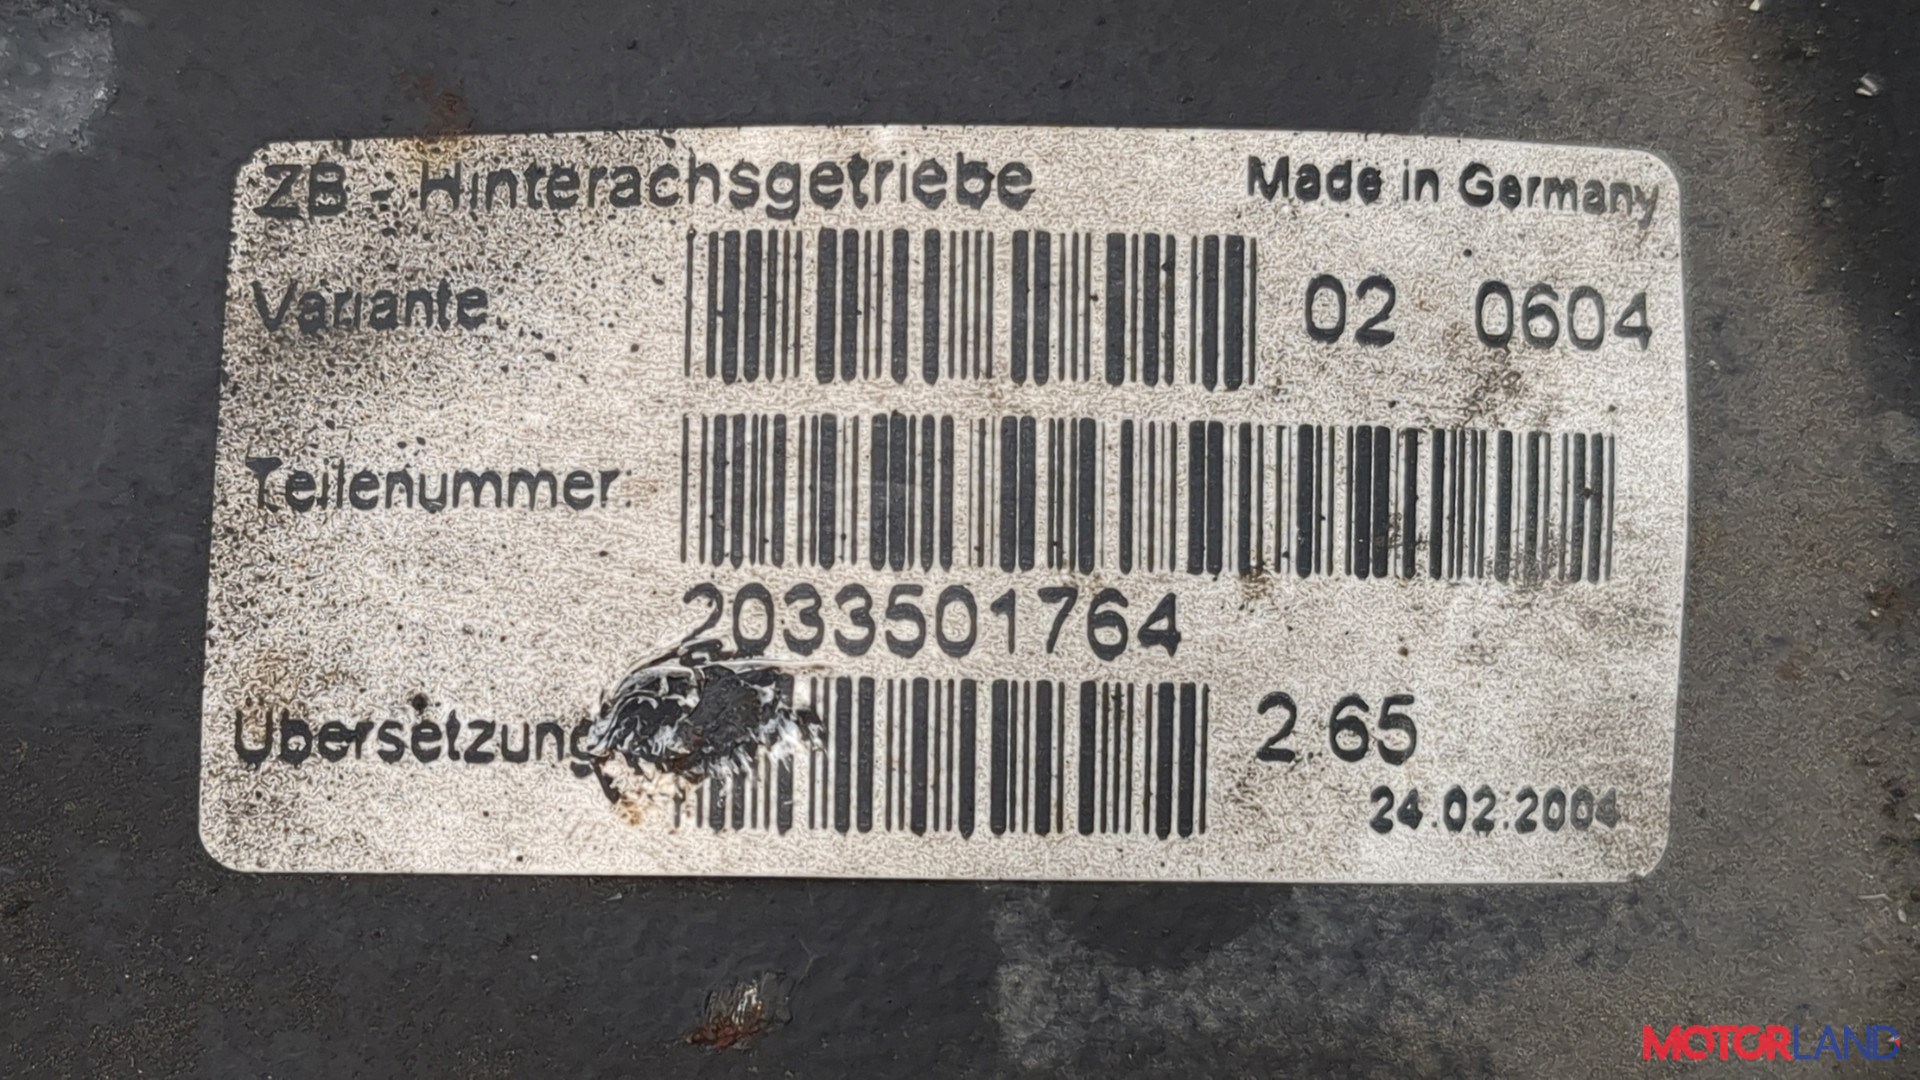 ZB - Hinterachsgetriebe Made in Germany
Variante: 02 0604
Teilenummer:
2033501764
Übersetzung 2.65
24.02.2004
MOTORLAND